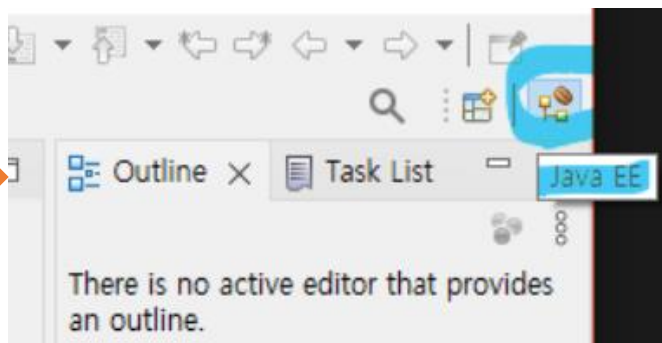 Outline
Task List
Java EE
There is no active editor that provides
an outline.